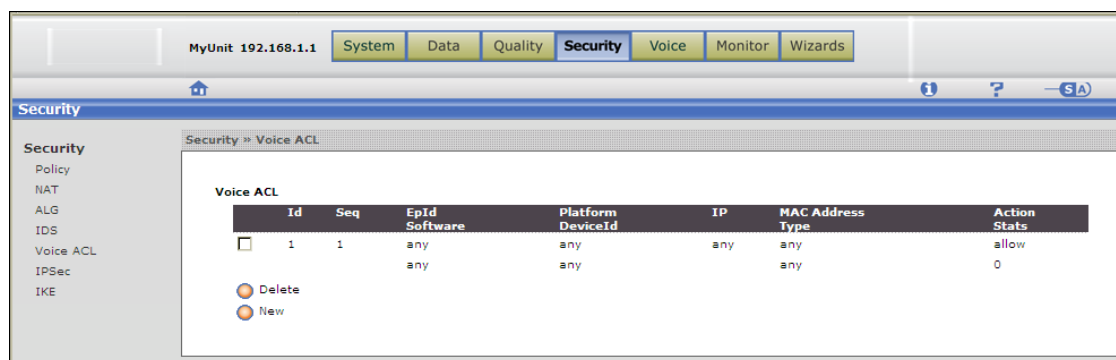 MyUnit 192.168.1.1 System Data Quality Security Voice Monitor Wizards
i ? S A
Security
Security
Policy
NAT
ALG
IDS
Voice ACL
IPSec
IKE
Security » Voice ACL
Voice ACL
Id Seq EpId Platform IP MAC Address Action
Software DeviceId Type Stats
1 1 any any any any allow
any any any 0
Delete
New